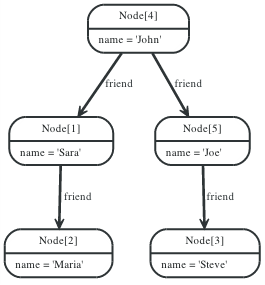 Node[4]
name = 'John'
friend
friend
Node[1]
name = 'Sara'
Node[5]
name = 'Joe'
friend
friend
Node[2]
name = 'Maria'
Node[3]
name = 'Steve'